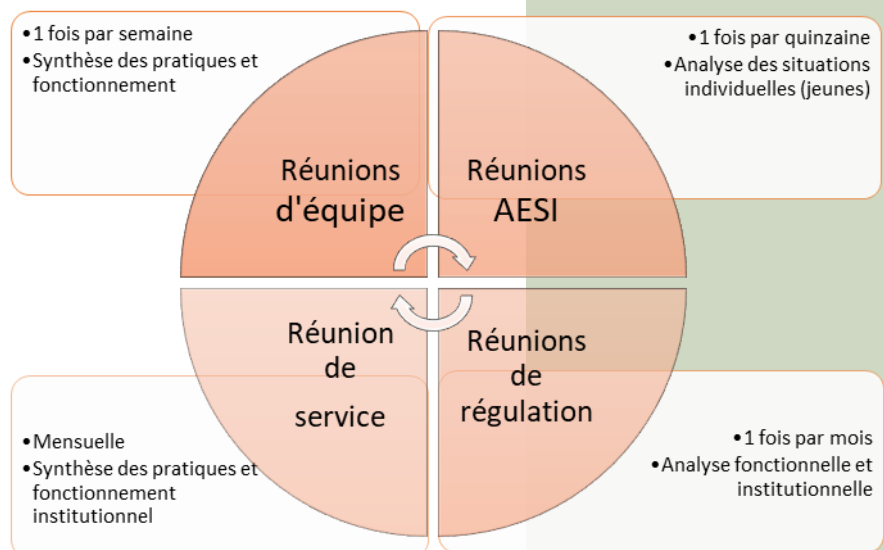 •1 fois par semaine
•Synthèse des pratiques et
fonctionnement
•1 fois par quinzaine
•Analyse des situations
individuelles (jeunes)
Réunions
d'équipe
Réunions
AESI
Réunion
de
service
Réunions
de
régulation
•Mensuelle
•Synthèse des pratiques et
fonctionnement
institutionnel
•1 fois par mois
•Analyse fonctionnelle et
institutionnelle